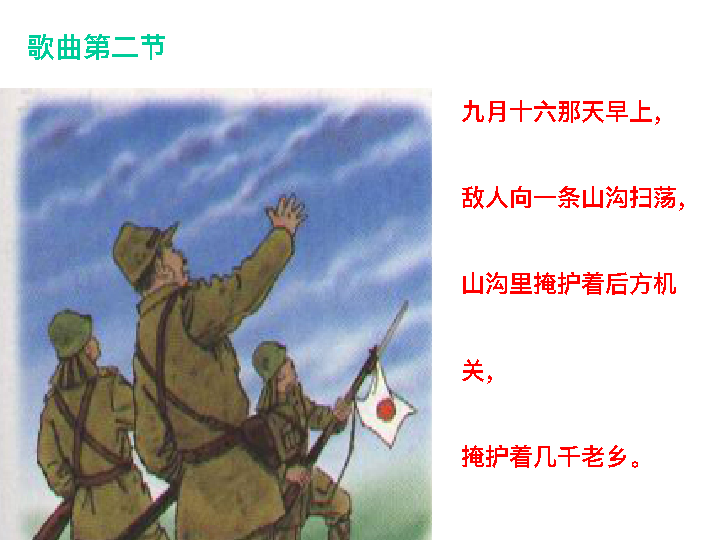 歌曲第二节
九月十六那天早上，
敌人向一条山沟扫荡，
山沟里掩护着后方机
关，
掩护着几千老乡。